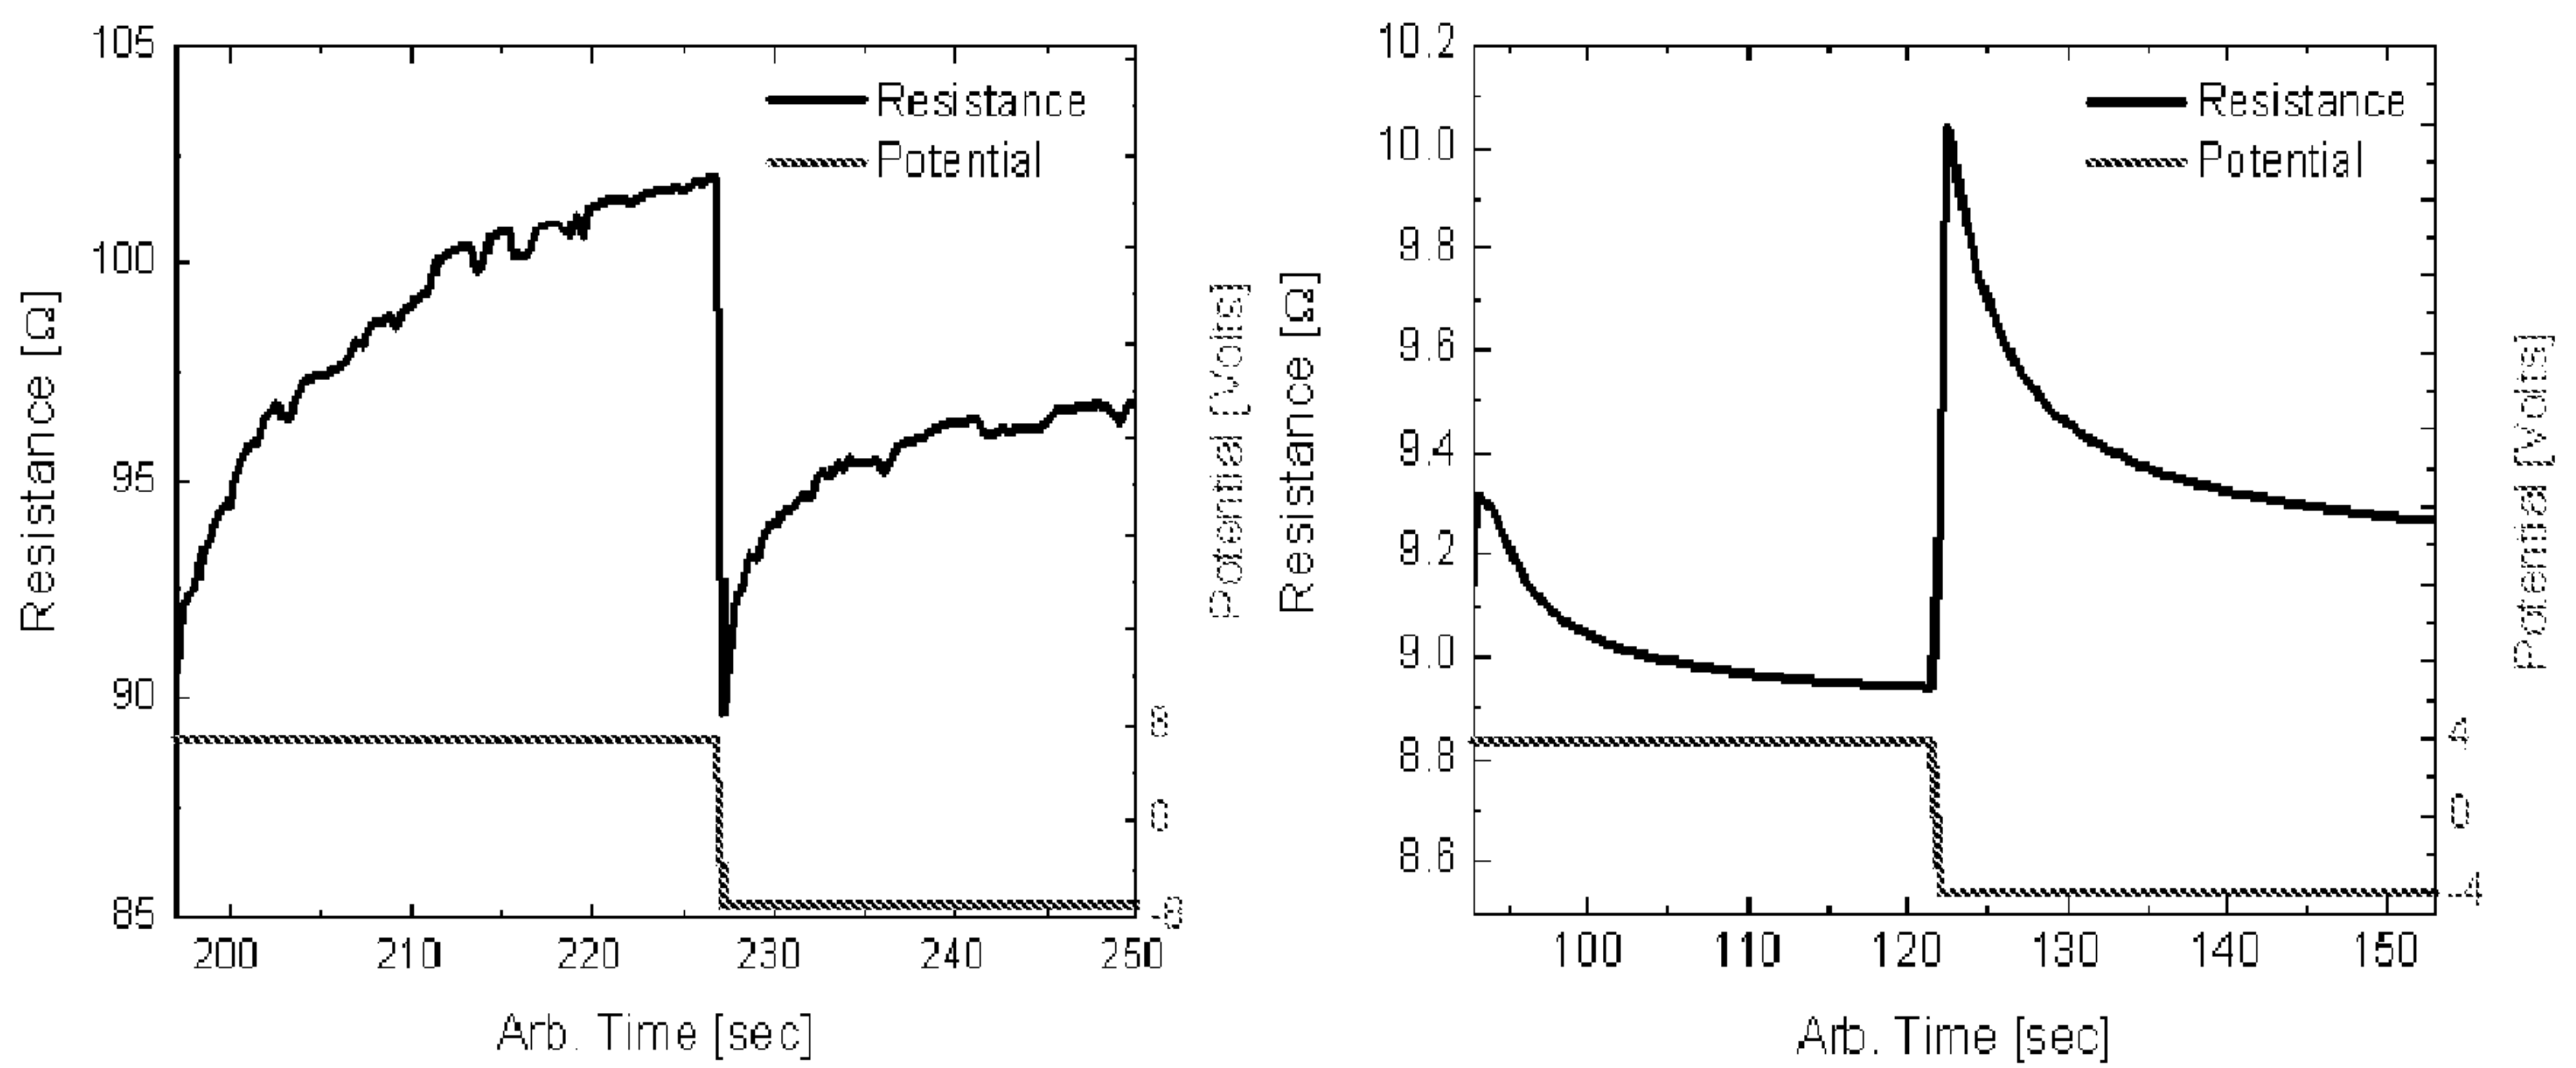 105
100
95
90
85
Resistance [Ω]
Resistance
Potential
8
0
-8
Potential [Volts]
200 210 220 230 240 250
Arb. Time [sec]
10.2
10.0
9.8
9.6
9.4
9.2
9.0
8.8
8.6
Resistance [Ω]
Resistance
Potential
4
0
-4
Potential [Volts]
100 110 120 130 140 150
Arb. Time [sec]